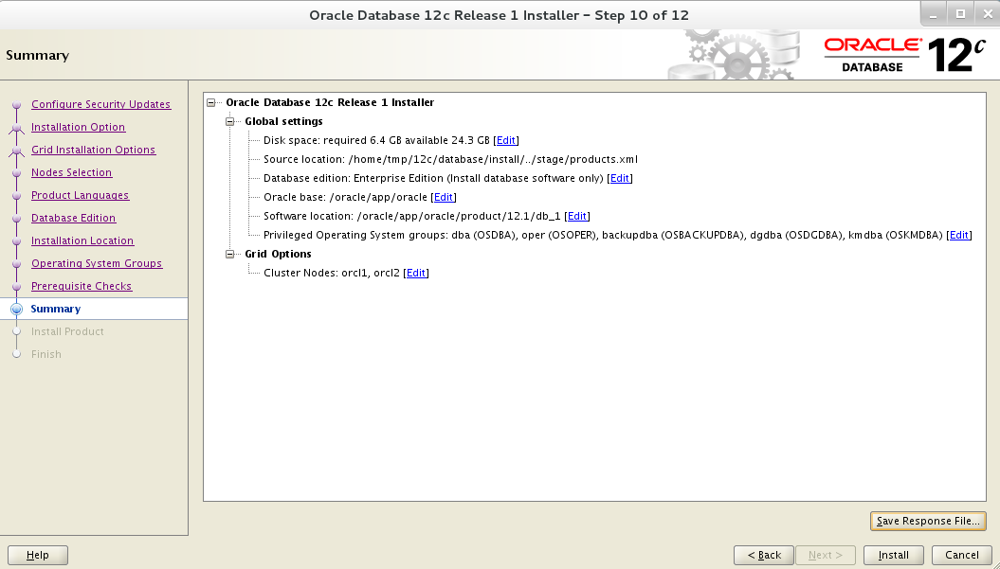 Oracle Database 12c Release 1 Installer - Step 10 of 12
Summary
ORACLE
DATABASE
12c
Configure Security Updates
Installation Option
Grid Installation Options
Nodes Selection
Product Languages
Database Edition
Installation Location
Operating System Groups
Prerequisite Checks
Summary
Install Product
Finish
Oracle Database 12c Release 1 Installer
Global settings
Disk space: required 6.4 GB available 24.3 GB [Edit]
Source location: /home/tmp/12c/database/install/../stage/products.xml
Database edition: Enterprise Edition (Install database software only) [Edit]
Oracle base: /oracle/app/oracle [Edit]
Software location: /oracle/app/oracle/product/12.1/db_1 [Edit]
Privileged Operating System groups: dba (OSDBA), oper (OSOPER), backupdba (OSBACKUPDBA), dgdba (OSDGDBA), kmdba (OSKMDBA) [Edit]
Grid Options
Cluster Nodes: orcl1, orcl2 [Edit]
Save Response File...
Help
< Back
Next >
Install
Cancel